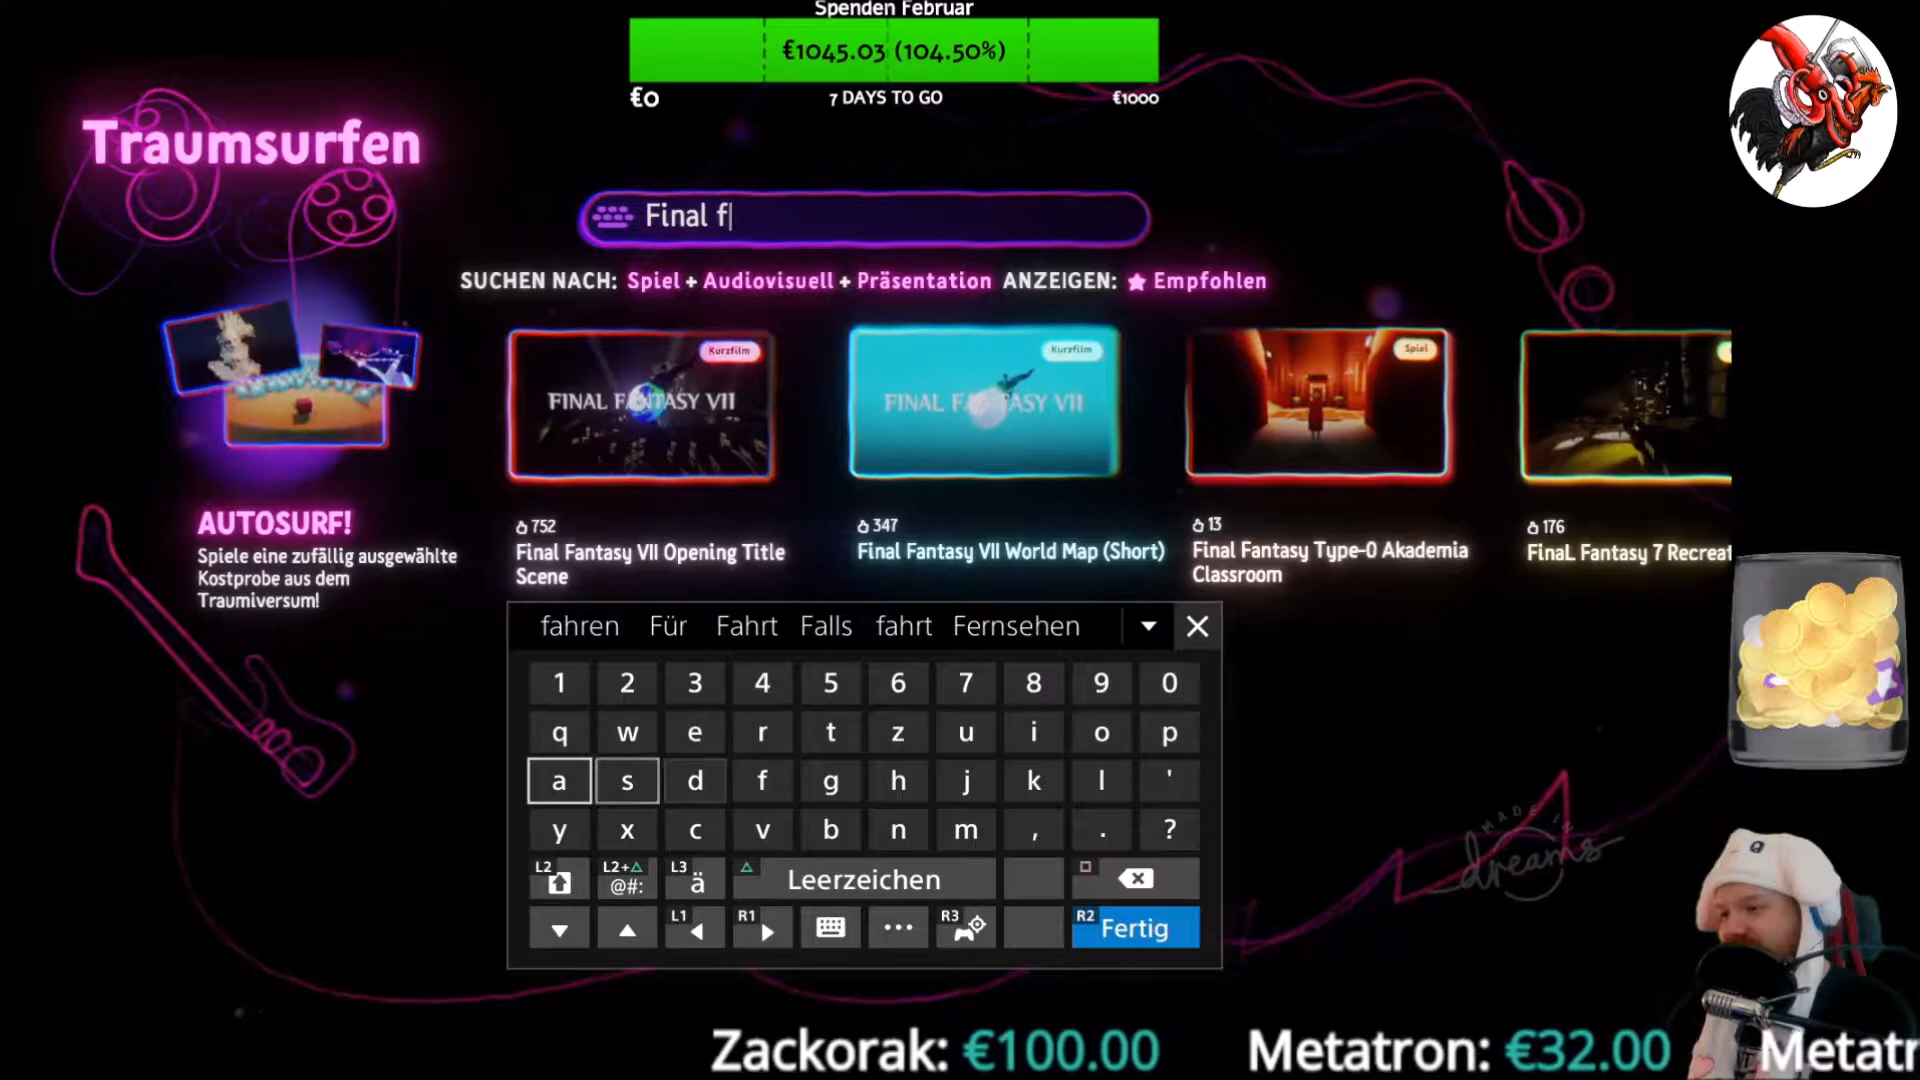 Spenden Februar
€1045.03 (104.50%)
€0
7 DAYS TO GO
€1000
Traumsurfen
Final f
SUCHEN NACH: Spiel + Audiovisuell + Präsentation ANZEIGEN: ★ Empfohlen
Kurzfilm
FINAL FANTASY VII
Kurzfilm
FINAL FANTASY VII
Spiel
AUTOSURF!
Spiele eine zufällig ausgewählte
Kostprobe aus dem
Traumiversum!
752
Final Fantasy VII Opening Title
Scene
347
Final Fantasy VII World Map (Short)
13
Final Fantasy Type-0 Akademia
Classroom
176
FinaL Fantasy 7 Recreat
fahren Für Fahrt Falls fahrt Fernsehen
1 2 3 4 5 6 7 8 9 0
q w e r t z u i o p
a s d f g h j k l '
y x c v b n m , . ?
L2 L2+△ @#: L3 ä △ Leerzeichen □
L1 R1 ... R3 R2 Fertig
MADE IN
dreams
Zackorak: €100.00 Metatron: €32.00 Metatr